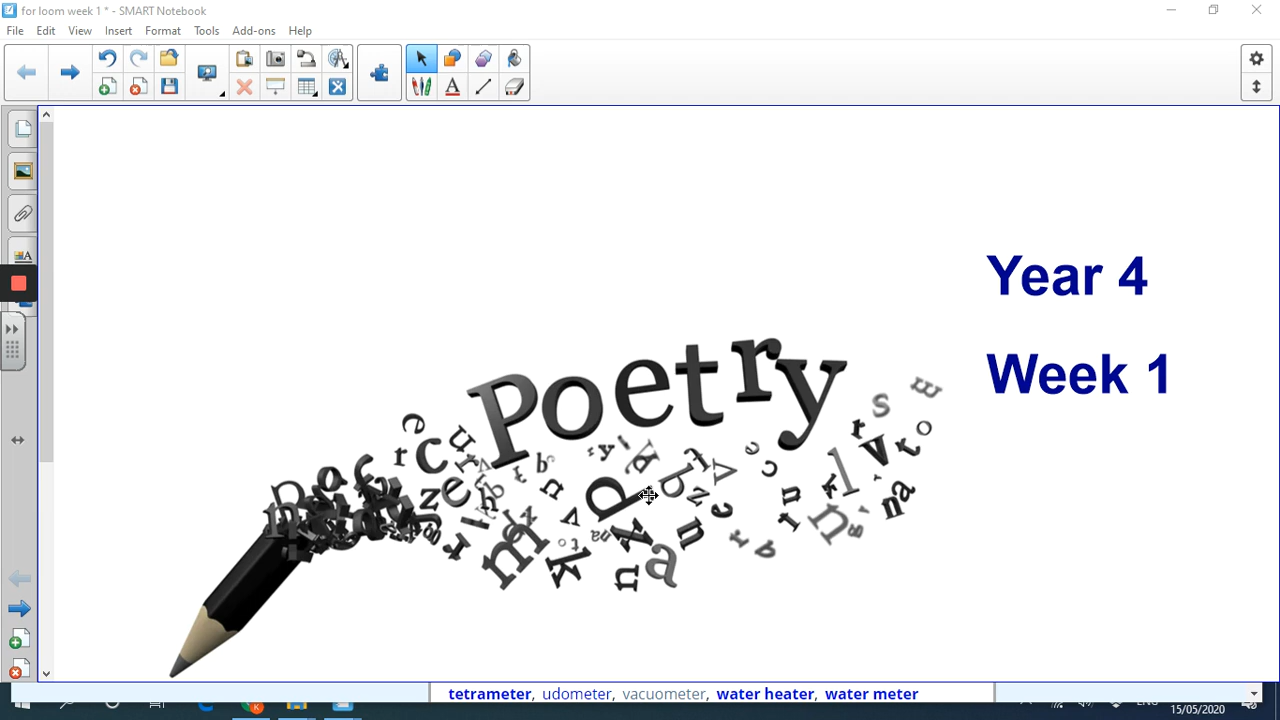 for loom week 1 * - SMART Notebook
File Edit View Insert Format Tools Add-ons Help
Year 4
Poetry
Week 1
tetrameter, udometer, vacuometer, water heater, water meter
15/05/2020